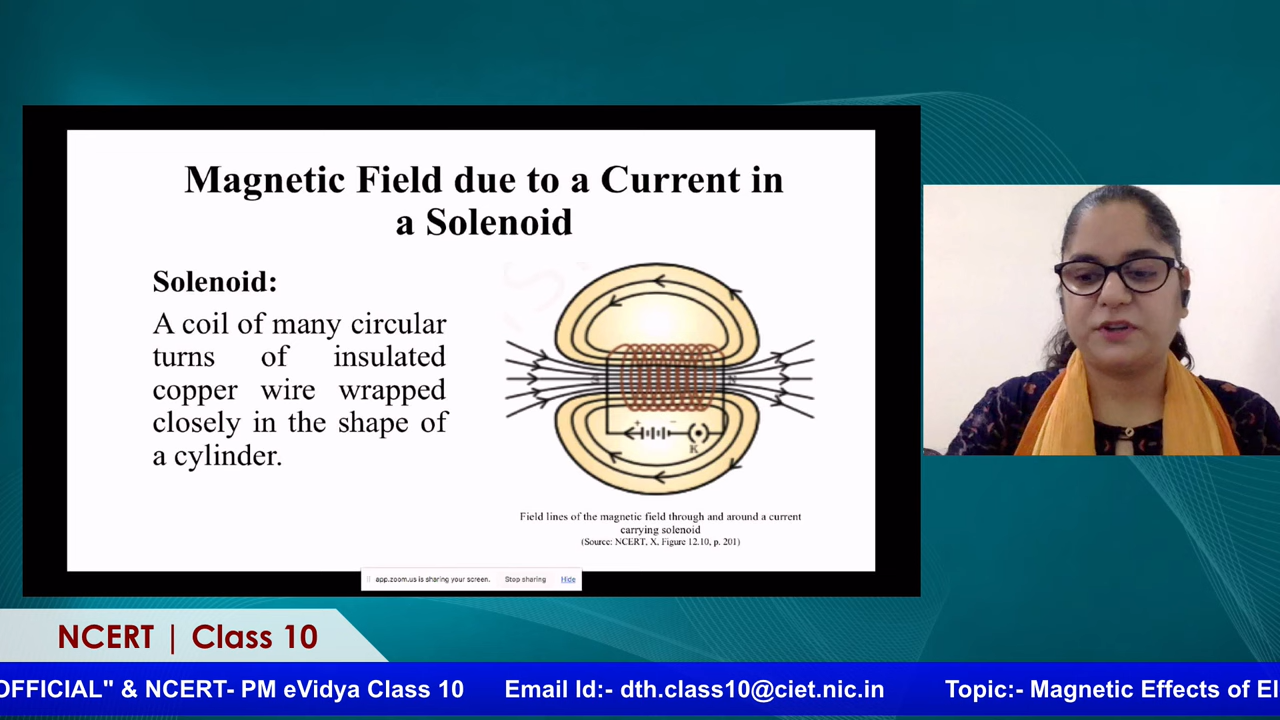 Magnetic Field due to a Current in
a Solenoid
Solenoid:
A coil of many circular
turns of insulated
copper wire wrapped
closely in the shape of
a cylinder.
+ −
K
Field lines of the magnetic field through and around a current
carrying solenoid
(Source: NCERT, X, Figure 12.10, p. 201)
app.zoom.us is sharing your screen. Stop sharing Hide
NCERT | Class 10
OFFICIAL" & NCERT- PM eVidya Class 10 Email Id:- dth.class10@ciet.nic.in Topic:- Magnetic Effects of El